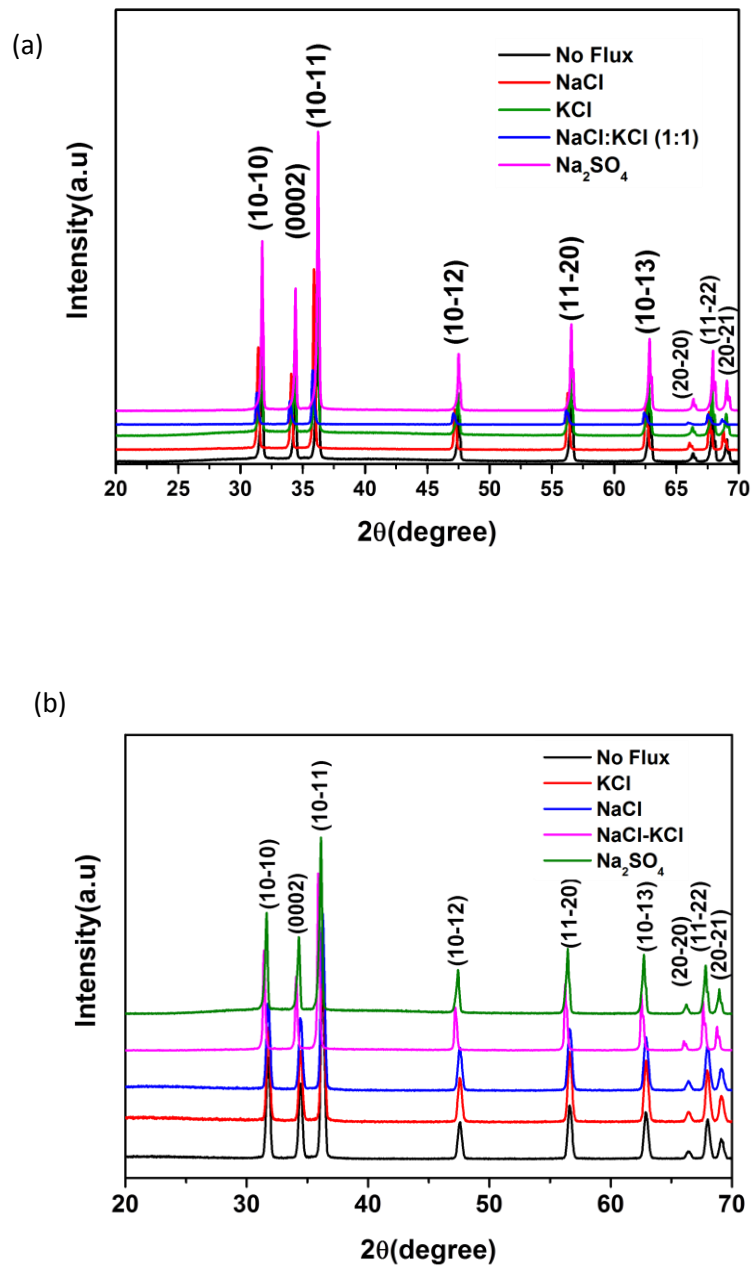 (a)
No Flux
NaCl
KCl
NaCl:KCl (1:1)
Na₂SO₄
(10-10)
(0002)
(10-11)
(10-12)
(11-20)
(10-13)
(20-20)
(11-22)
(20-21)
Intensity(a.u)
20 25 30 35 40 45 50 55 60 65 70
2θ(degree)
(b)
No Flux
KCl
NaCl
NaCl-KCl
Na₂SO₄
(10-10)
(0002)
(10-11)
(10-12)
(11-20)
(10-13)
(20-20)
(11-22)
(20-21)
Intensity(a.u)
20 30 40 50 60 70
2θ(degree)